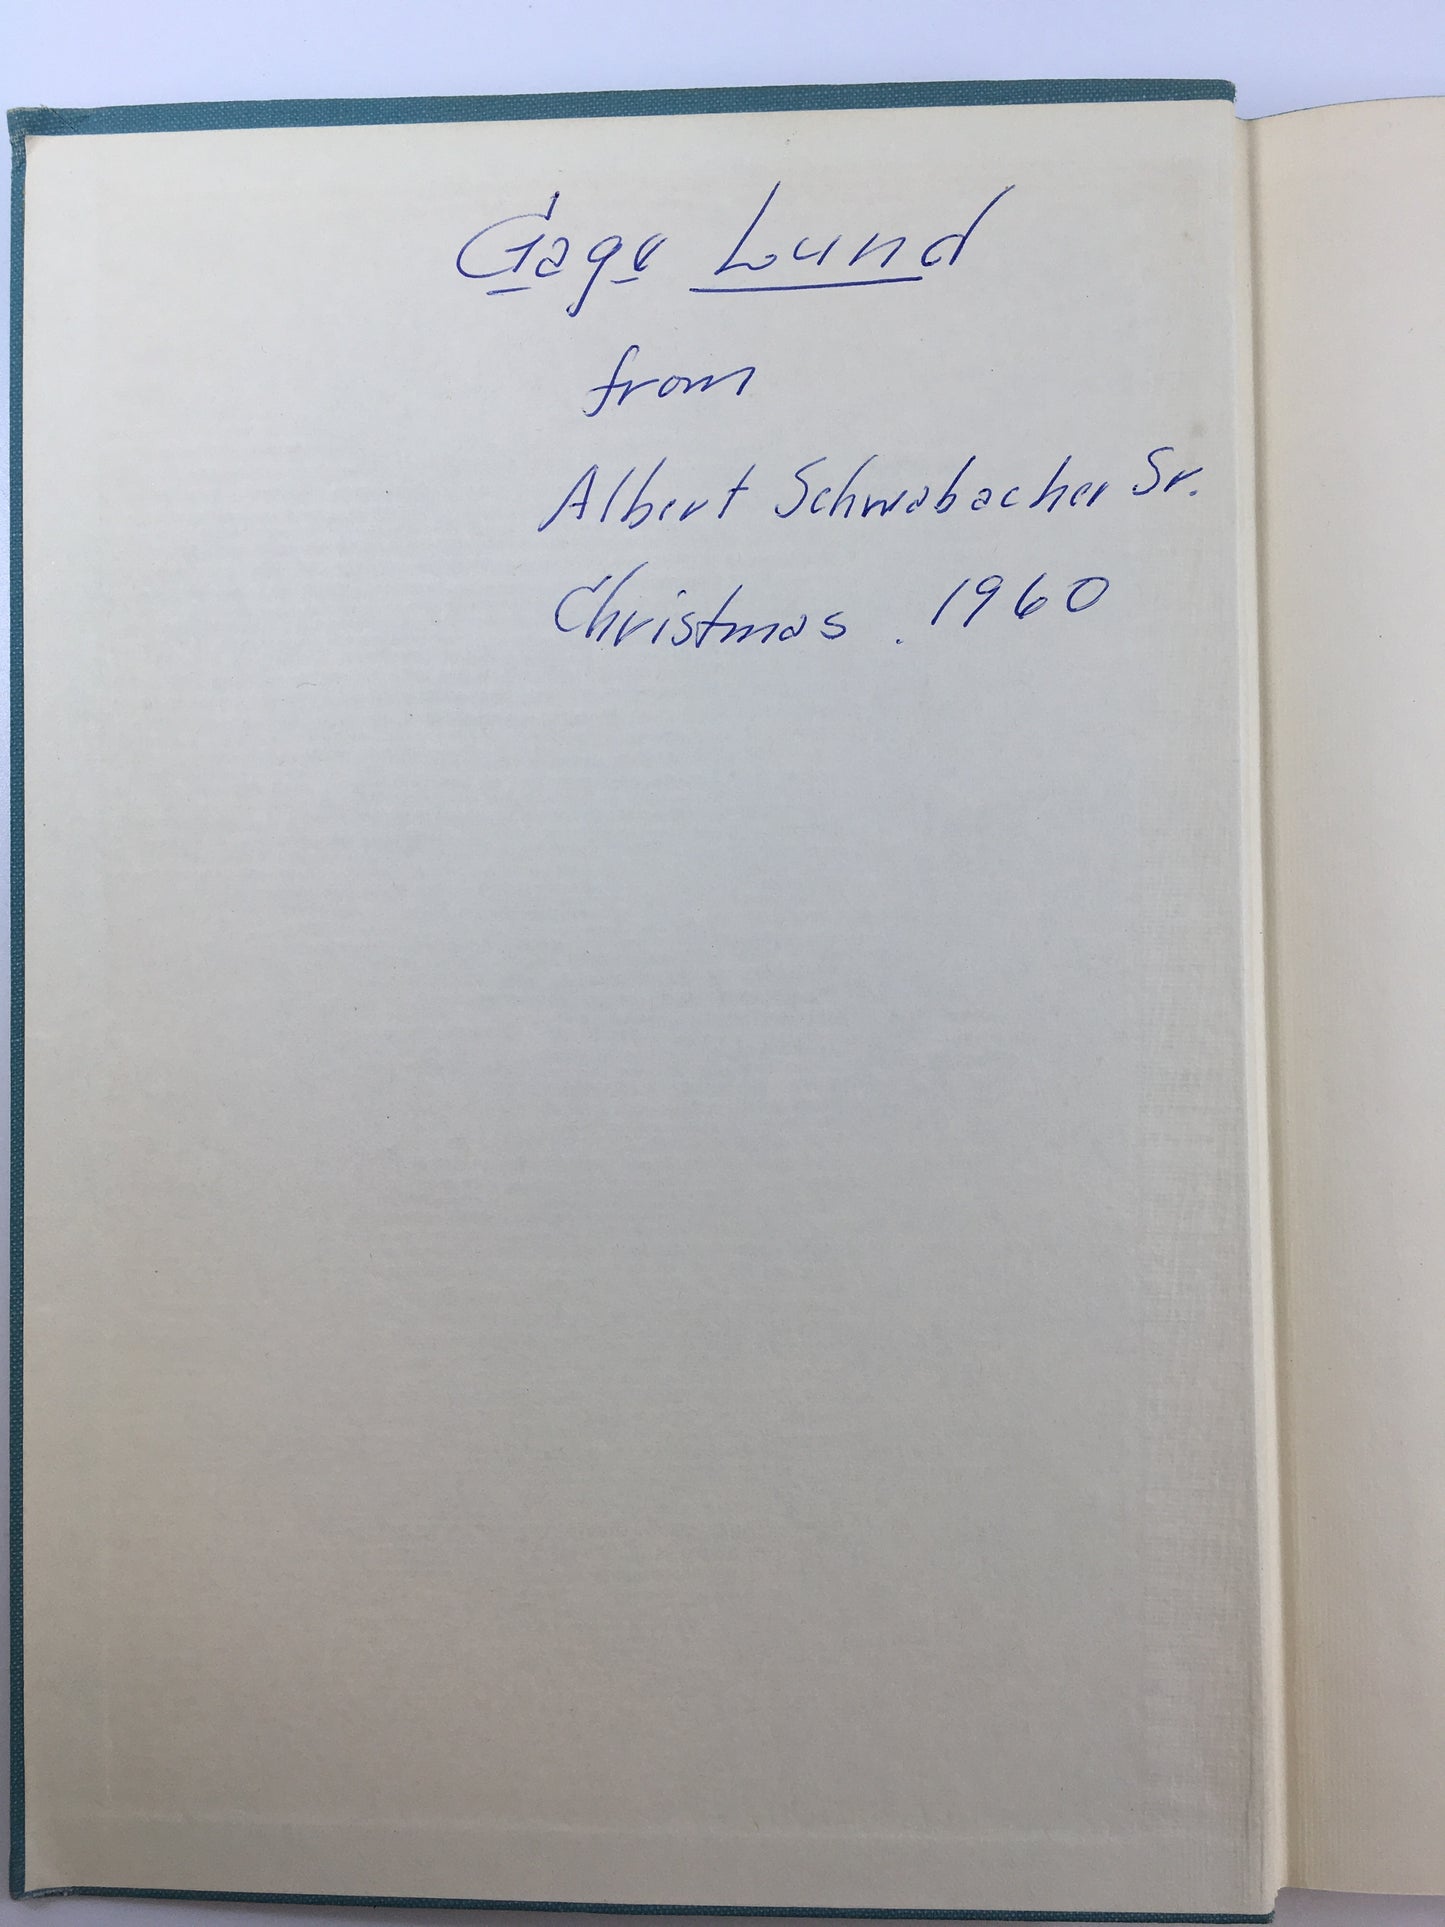 Gage Lund
from
Albert Schwabacher Sr.
Christmas . 1960